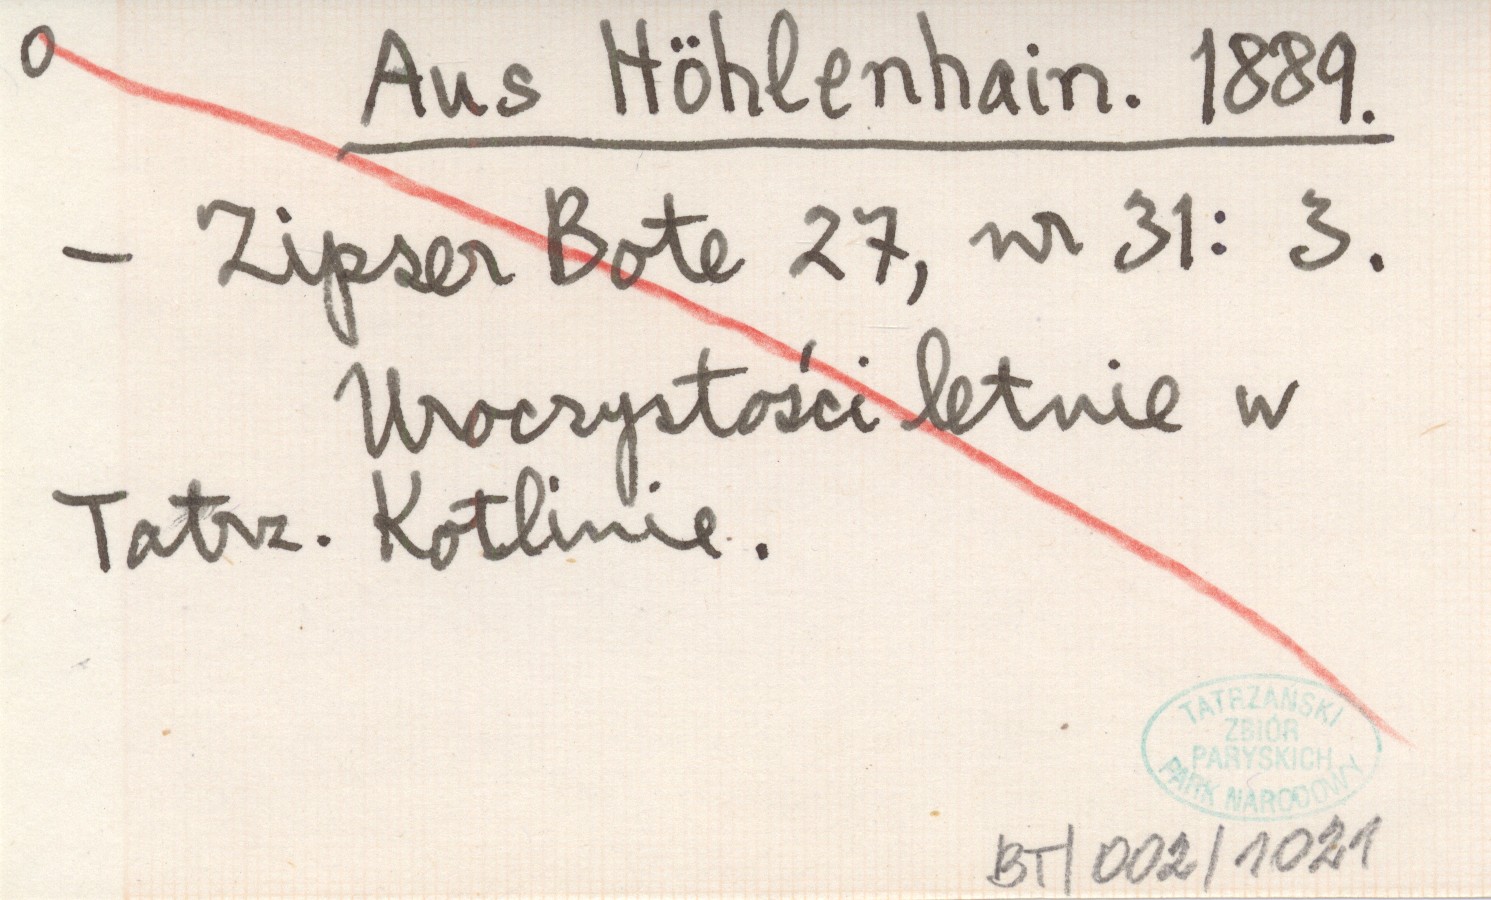 O Aus Höhlenhain. 1889.
– Zipser Bote 27, nr 31: 3.
Uroczystości letnie w
Tatrz. Kotlinie.
TATRZAŃSKI
ZBIÓR
PARYSKICH
PARK NARODOWY
BT/002/1021